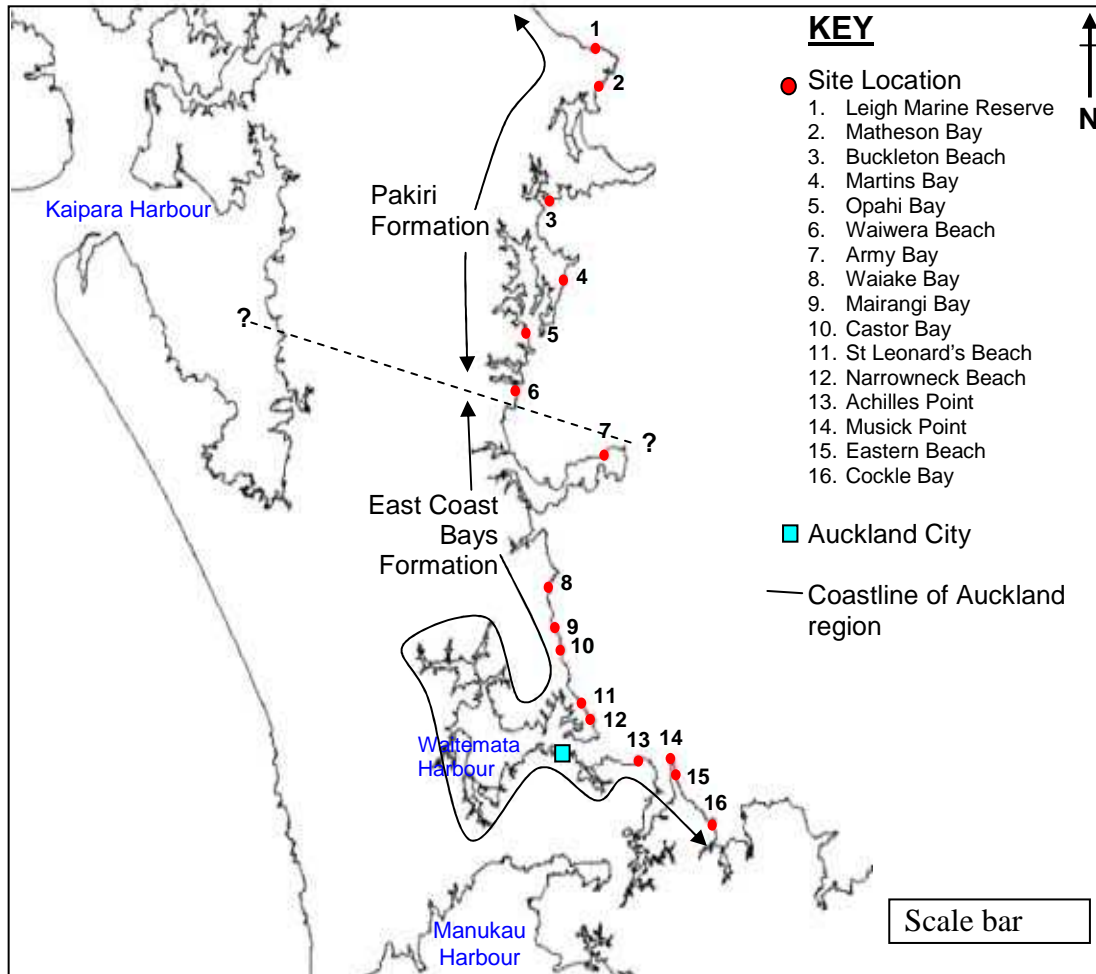 KEY
Site Location
1. Leigh Marine Reserve
2. Matheson Bay
3. Buckleton Beach
4. Martins Bay
5. Opahi Bay
6. Waiwera Beach
7. Army Bay
8. Waiake Bay
9. Mairangi Bay
10. Castor Bay
11. St Leonard's Beach
12. Narrowneck Beach
13. Achilles Point
14. Musick Point
15. Eastern Beach
16. Cockle Bay
Auckland City
Coastline of Auckland
region
N
1
2
Kaipara Harbour
Pakiri
Formation
3
4
?
5
6
7
?
East Coast
Bays
Formation
8
9
10
11
12
Waitemata
Harbour
13
14
15
16
Manukau
Harbour
Scale bar